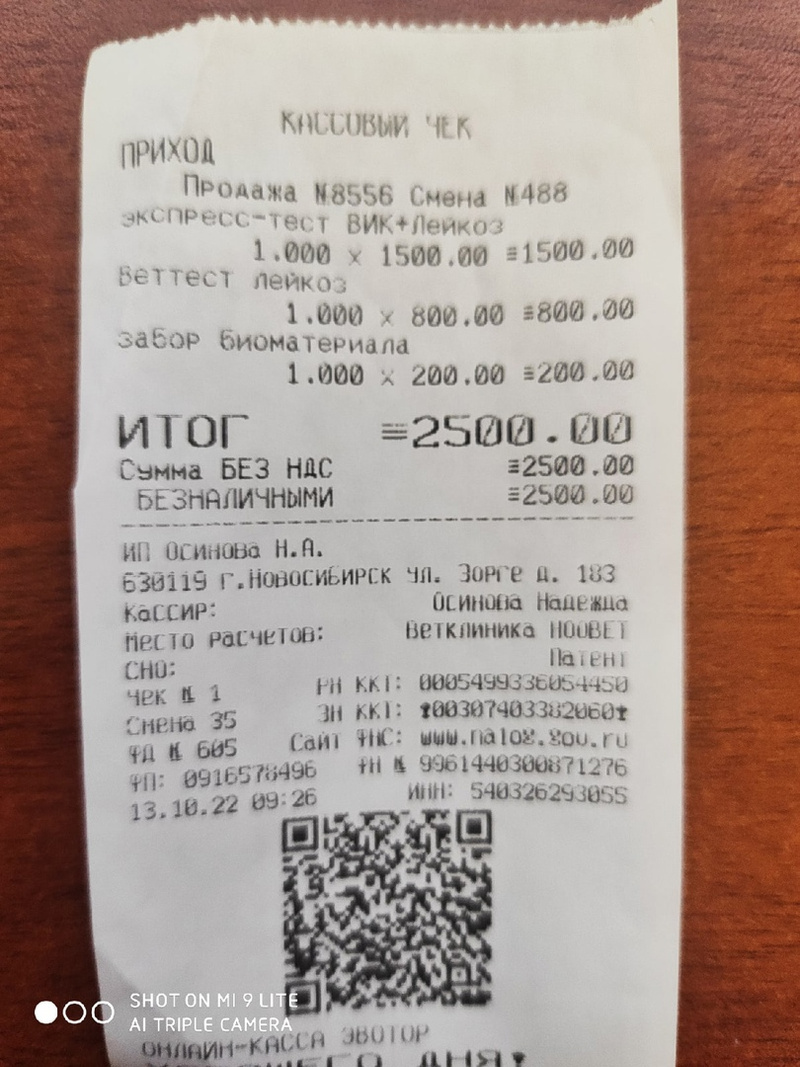 КАССОВЫЙ ЧЕК
ПРИХОД
Продажа №8556 Смена №488
экспресс-тест ВИК+Лейкоз
1.000 x 1500.00 ≡1500.00
Веттест лейкоз
1.000 x 800.00 ≡800.00
забор биоматериала
1.000 x 200.00 ≡200.00
ИТОГ ≡2500.00
Сумма БЕЗ НДС ≡2500.00
БЕЗНАЛИЧНЫМИ ≡2500.00
ИП Осинова Н.А.
630119 г.Новосибирск ул. Зорге д. 183
Кассир: Осинова Надежда
Место расчетов: Ветклиника НООВЕТ
СНО: Патент
Чек № 1 РН ККТ: 0005499336054450
Смена 35 ЗН ККТ: *00307403382060*
ФД № 605 Сайт ФНС: www.nalog.gov.ru
ФП: 0916578496 ФН № 9961440300871276
13.10.22 09:26 ИНН: 540326293055
SHOT ON MI 9 LITE
AI TRIPLE CAMERA
ОНЛАЙН-КАССА ЭВОТОР
ДНЯ!